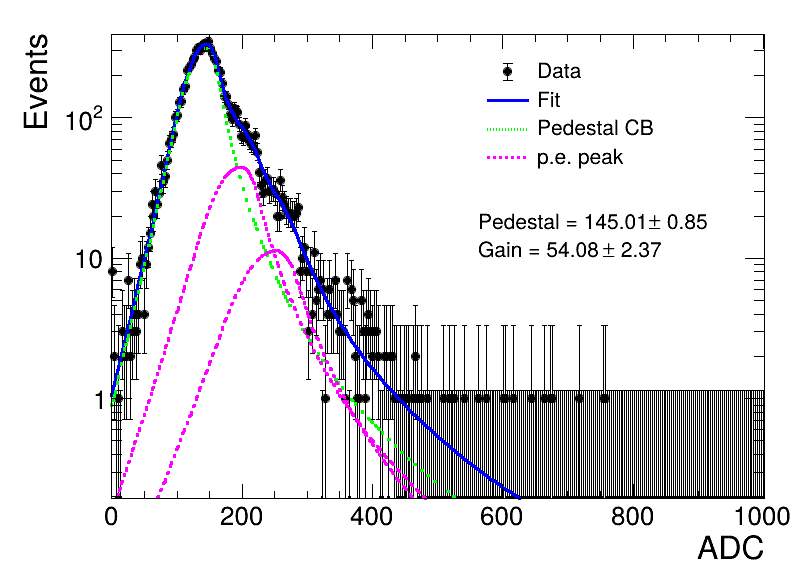 Events
10²
10
1
Data
Fit
Pedestal CB
p.e. peak
Pedestal = 145.01± 0.85
Gain = 54.08 ± 2.37
0 200 400 600 800 1000
ADC